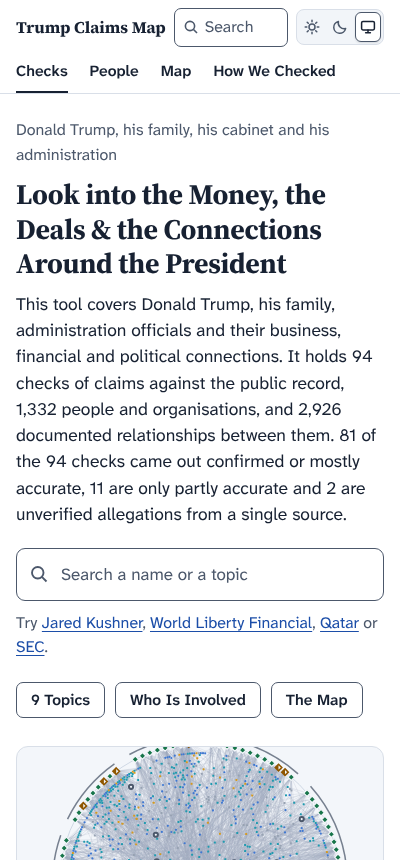 Trump Claims Map
Search
Checks People Map How We Checked
Donald Trump, his family, his cabinet and his
administration
Look into the Money, the
Deals & the Connections
Around the President
This tool covers Donald Trump, his family,
administration officials and their business,
financial and political connections. It holds 94
checks of claims against the public record,
1,332 people and organisations, and 2,926
documented relationships between them. 81 of
the 94 checks came out confirmed or mostly
accurate, 11 are only partly accurate and 2 are
unverified allegations from a single source.
Search a name or a topic
Try Jared Kushner, World Liberty Financial, Qatar or
SEC.
9 Topics Who Is Involved The Map